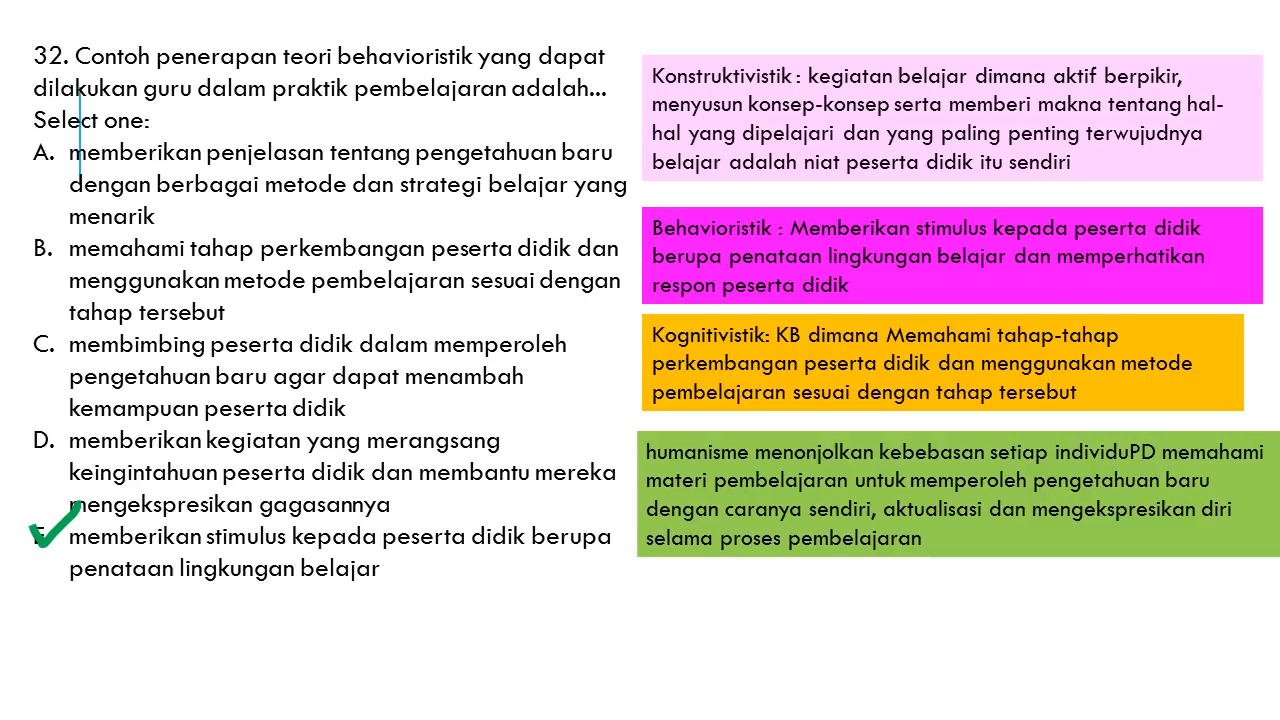 32. Contoh penerapan teori behavioristik yang dapat
dilakukan guru dalam praktik pembelajaran adalah...
Select one:
A. memberikan penjelasan tentang pengetahuan baru
dengan berbagai metode dan strategi belajar yang
menarik
B. memahami tahap perkembangan peserta didik dan
menggunakan metode pembelajaran sesuai dengan
tahap tersebut
C. membimbing peserta didik dalam memperoleh
pengetahuan baru agar dapat menambah
kemampuan peserta didik
D. memberikan kegiatan yang merangsang
keingintahuan peserta didik dan membantu mereka
mengekspresikan gagasannya
E. memberikan stimulus kepada peserta didik berupa
penataan lingkungan belajar
Konstruktivistik : kegiatan belajar dimana aktif berpikir,
menyusun konsep-konsep serta memberi makna tentang hal-
hal yang dipelajari dan yang paling penting terwujudnya
belajar adalah niat peserta didik itu sendiri
Behavioristik : Memberikan stimulus kepada peserta didik
berupa penataan lingkungan belajar dan memperhatikan
respon peserta didik
Kognitivistik: KB dimana Memahami tahap-tahap
perkembangan peserta didik dan menggunakan metode
pembelajaran sesuai dengan tahap tersebut
humanisme menonjolkan kebebasan setiap individuPD memahami
materi pembelajaran untuk memperoleh pengetahuan baru
dengan caranya sendiri, aktualisasi dan mengekspresikan diri
selama proses pembelajaran